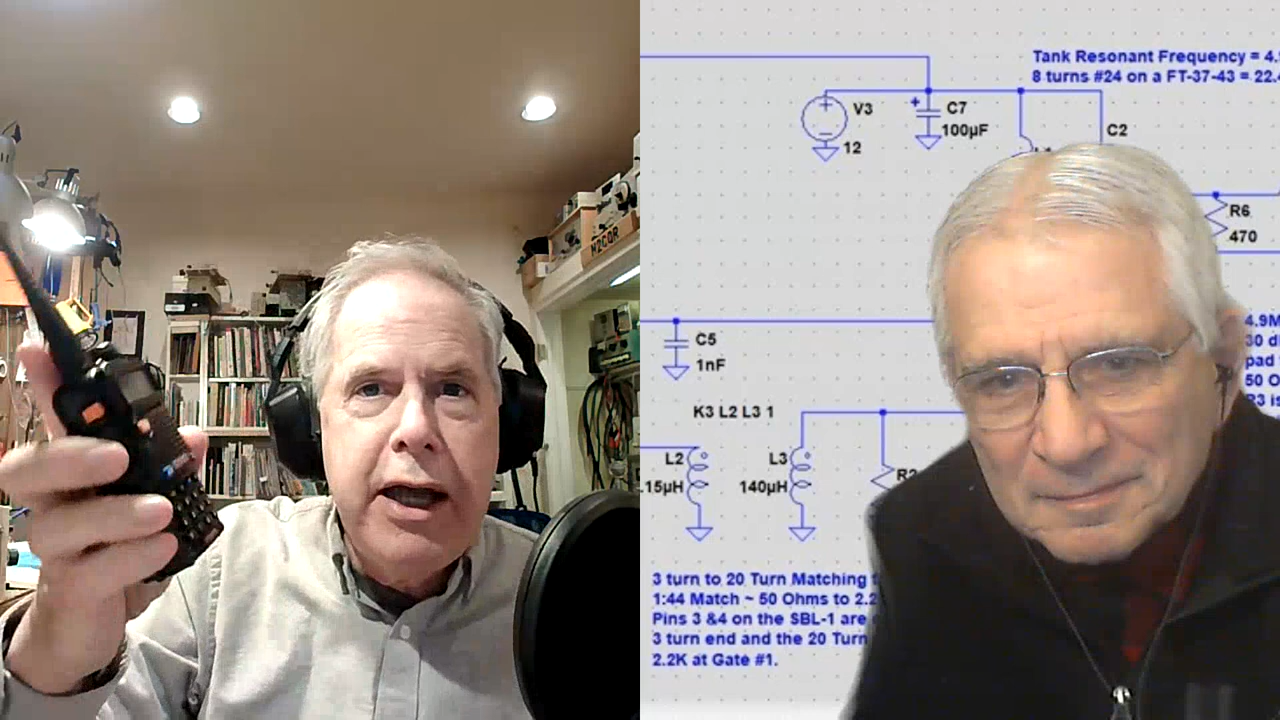 N2CQR
Tank Resonant Frequency = 4.
8 turns #24 on a FT-37-43 = 22.
V3
12
C7
100µF
C2
R6
470
C5
1nF
K3 L2 L3 1
L2
.15µH
L3
140µH
4.9M
30 d
pad
50 O
R3 is
3 turn to 20 Turn Matching
1:44 Match ~ 50 Ohms to 2.2
Pins 3 &4 on the SBL-1 are
3 turn end and the 20 Turn
2.2K at Gate #1.